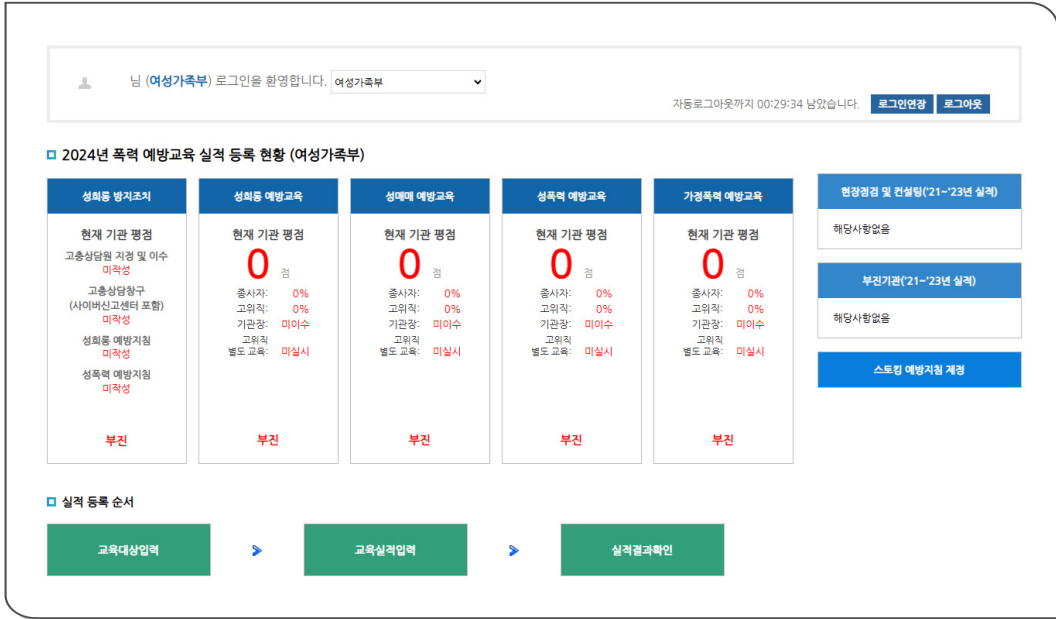 님 (여성가족부) 로그인을 환영합니다. 여성가족부
자동로그아웃까지 00:29:34 남았습니다. 로그인연장 로그아웃
2024년 폭력 예방교육 실적 등록 현황 (여성가족부)
성희롱 방지조치
현재 기관 평점
고충상담원 지정 및 이수
미작성
고충상담창구
(사이버신고센터 포함)
미작성
성희롱 예방지침
미작성
성폭력 예방지침
미작성
부진
성희롱 예방교육
현재 기관 평점
0 점
종사자: 0%
고위직: 0%
기관장: 미이수
고위직
별도 교육: 미실시
부진
성매매 예방교육
현재 기관 평점
0 점
종사자: 0%
고위직: 0%
기관장: 미이수
고위직
별도 교육: 미실시
부진
성폭력 예방교육
현재 기관 평점
0 점
종사자: 0%
고위직: 0%
기관장: 미이수
고위직
별도 교육: 미실시
부진
가정폭력 예방교육
현재 기관 평점
0 점
종사자: 0%
고위직: 0%
기관장: 미이수
고위직
별도 교육: 미실시
부진
현장점검 및 컨설팅('21~'23년 실적)
해당사항없음
부진기관('21~'23년 실적)
해당사항없음
스토킹 예방지침 제정
실적 등록 순서
교육대상입력
교육실적입력
실적결과확인